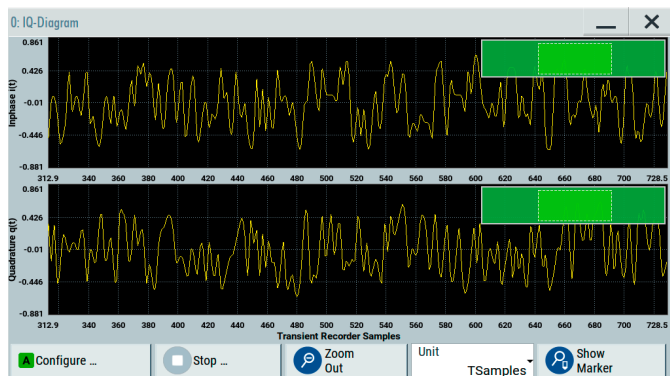 0: IQ-Diagram
0.861
0.426
-0.01
-0.446
-0.881
Inphase i(t)
312.9 340 360 380 400 420 440 460 480 500 520 540 560 580 600 620 640 660 680 700 728.5
0.861
0.426
-0.01
-0.446
-0.881
Quadrature q(t)
312.9 340 360 380 400 420 440 460 480 500 520 540 560 580 600 620 640 660 680 700 728.5
Transient Recorder Samples
A Configure ...
Stop ...
Zoom
Out
Unit
TSamples
Show
Marker